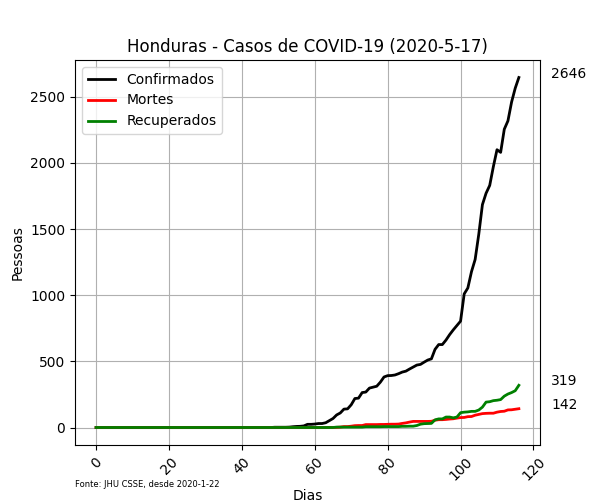 Honduras - Casos de COVID-19 (2020-5-17)
Confirmados
Mortes
Recuperados
2646
319
142
Pessoas
2500
2000
1500
1000
500
0
0 20 40 60 80 100 120
Fonte: JHU CSSE, desde 2020-1-22
Dias